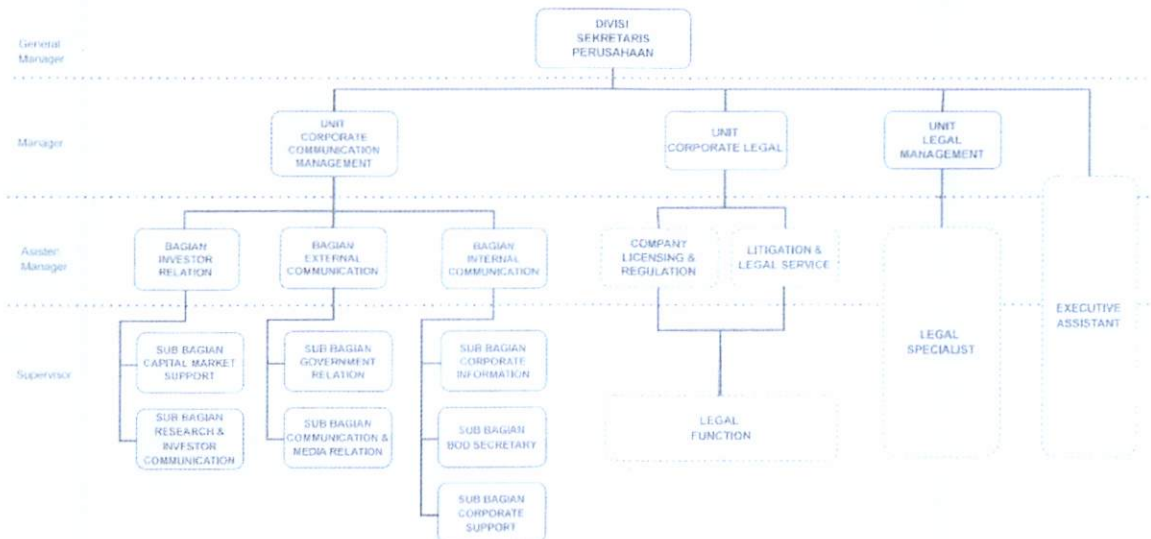 DIVISI
SEKRETARIS
PERUSAHAAN
General
Manager
Manager
UNIT
CORPORATE
COMMUNICATION
MANAGEMENT
UNIT
CORPORATE LEGAL
UNIT
LEGAL
MANAGEMENT
Asisten
Manager
BAGIAN
INVESTOR
RELATION
BAGIAN
EXTERNAL
COMMUNICATION
BAGIAN
INTERNAL
COMMUNICATION
COMPANY
LICENSING &
REGULATION
LITIGATION &
LEGAL SERVICE
EXECUTIVE
ASSISTANT
LEGAL
SPECIALIST
Supervisor
SUB BAGIAN
CAPITAL MARKET
SUPPORT
SUB BAGIAN
GOVERNMENT
RELATION
SUB BAGIAN
CORPORATE
INFORMATION
SUB BAGIAN
RESEARCH &
INVESTOR
COMMUNICATION
SUB BAGIAN
COMMUNICATION &
MEDIA RELATION
SUB BAGIAN
BOD SECRETARY
LEGAL
FUNCTION
SUB BAGIAN
CORPORATE
SUPPORT